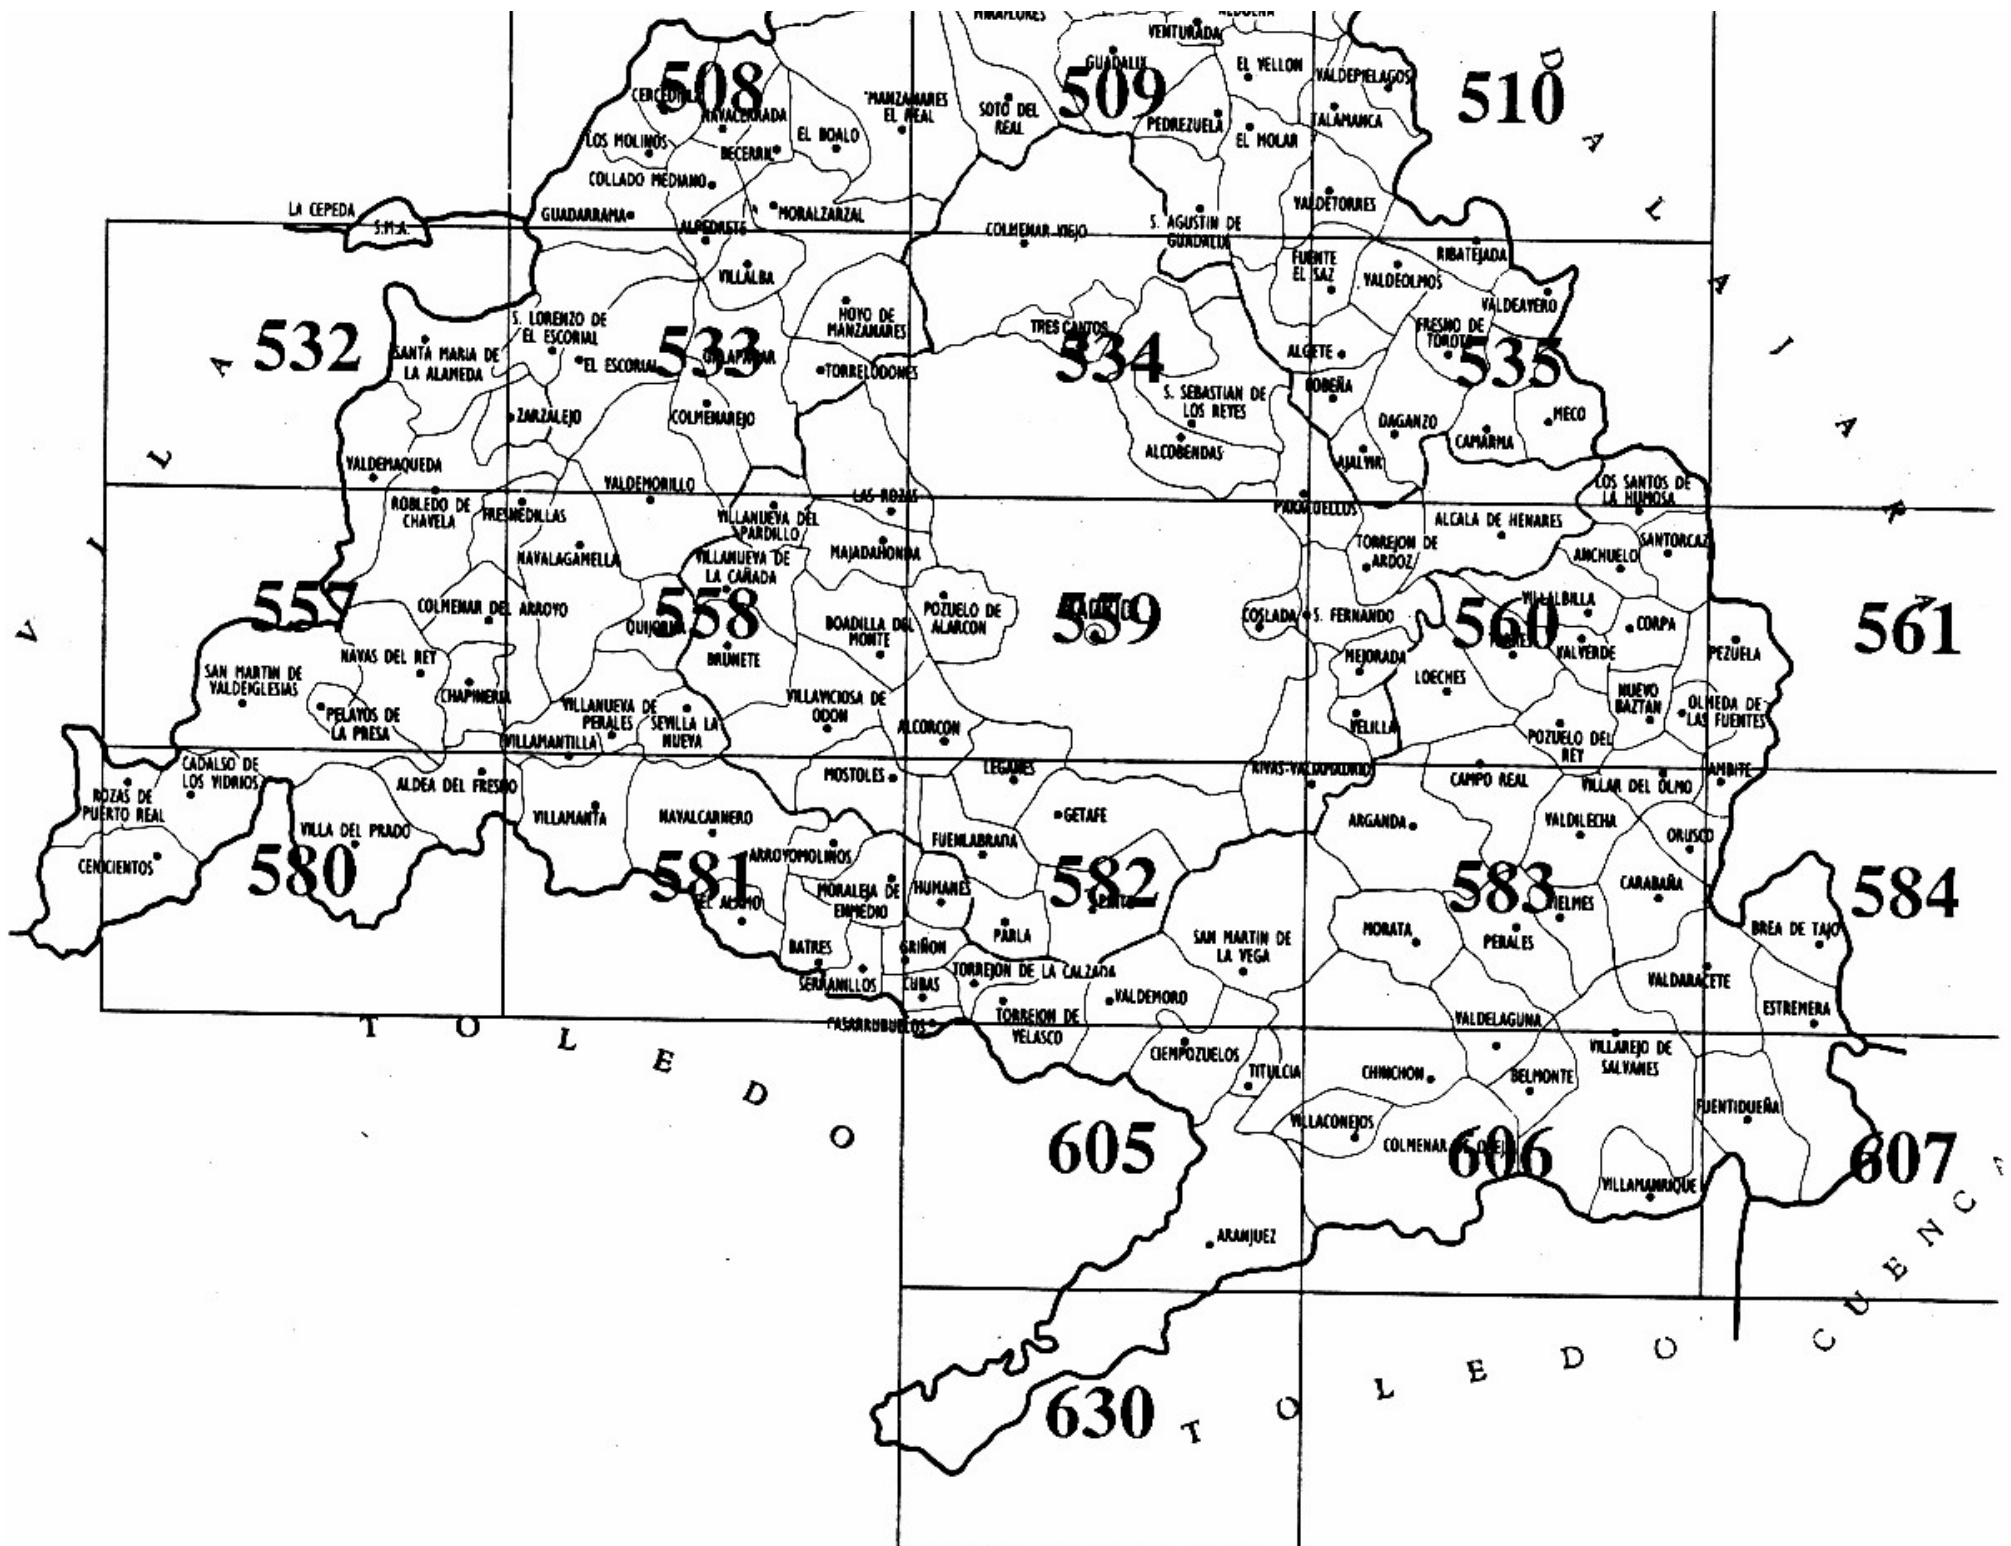 MIRAFLORES
VENTURADA
GUADALIX
EL VELLON
VALDEPIELAGOS
D
508
509
510
CERCEDILLA
NAVACERRADA
MANZANARES
EL REAL
SOTO DEL
REAL
PEDREZUELA
EL MOLAR
TALAMANCA
LOS MOLINOS
BECERRIL
EL BOALO
A
COLLADO MEDIANO
GUADARRAMA
MORALZARZAL
VALDETORRES
L
LA CEPEDA
S.M.A.
ALPEDRETE
COLMENAR VIEJO
S. AGUSTIN DE
GUADALIX
FUENTE
EL SAZ
RIBATEJADA
VILLALBA
VALDEOLMOS
A
VALDEAVERO
S. LORENZO DE
EL ESCORIAL
HOYO DE
MANZANARES
TRES CANTOS
FRESNO DE
TOROTE
532
533
534
535
I
A
SANTA MARIA DE
LA ALAMEDA
EL ESCORIAL
GALAPAGAR
TORRELODONES
ALGETE
COBEÑA
ZARZALEJO
COLMENAREJO
S. SEBASTIAN DE
LOS REYES
DAGANZO
CAMARMA
MECO
A
L
VALDEMAQUEDA
ALCOBENDAS
AJALVIR
ROBLEDO DE
CHAVELA
FRESNEDILLAS
VALDEMORILLO
VILLANUEVA DEL
PARDILLO
LAS ROZAS
PARACUELLOS
LOS SANTOS DE
LA HUMOSA
R
ALCALA DE HENARES
L
NAVALAGAMELLA
VILLANUEVA DE
LA CAÑADA
MAJADAHONDA
TORREJON DE
ARDOZ
ANCHUELO
SANTORCAZ
557
558
559
560
561
A
COLMENAR DEL ARROYO
QUIJORNA
BRUNETE
BOADILLA DEL
MONTE
POZUELO DE
ALARCON
COSLADA
S. FERNANDO
VILLALBILLA
CORPA
V
VALVERDE
PEZUELA
NAVAS DEL REY
MEJORADA
LOECHES
SAN MARTIN DE
VALDEIGLESIAS
CHAPINERIA
PELAYOS DE
LA PRESA
VILLANUEVA DE
PERALES
SEVILLA LA
NUEVA
VILLAVICIOSA DE
ODON
ALCORCON
VELILLA
NUEVO
BAZTAN
OLMEDA DE
LAS FUENTES
POZUELO DEL
REY
VILLAMANTILLA
CADALSO DE
LOS VIDRIOS
ALDEA DEL FRESNO
MOSTOLES
LEGANES
RIVAS-VACIAMADRID
CAMPO REAL
VILLAR DEL OLMO
AMBITE
ROZAS DE
PUERTO REAL
VILLA DEL PRADO
VILLAMANTA
NAVALCARNERO
GETAFE
ARGANDA
VALDILECHA
ORUSCO
CENICIENTOS
ARROYOMOLINOS
FUENLABRADA
580
581
582
583
584
EL ALAMO
MORALEJA DE
ENMEDIO
HUMANES
PINTO
TIELMES
CARABAÑA
BATRES
GRIÑON
PARLA
SAN MARTIN DE
LA VEGA
MORATA
PERALES
BREA DE TAJO
SERRANILLOS
CUBAS
TORREJON DE LA CALZADA
VALDEMORO
VALDARACETE
ESTREMERA
CASARRUBUELOS
TORREJON DE
VELASCO
VALDELAGUNA
CIEMPOZUELOS
TITULCIA
CHINCHON
BELMONTE
VILLAREJO DE
SALVANES
T O L E D O
VILLACONEJOS
FUENTIDUEÑA
605
COLMENAR
606
607
VILLAMANRIQUE
ARANJUEZ
630
T O L E D O
C U E N C